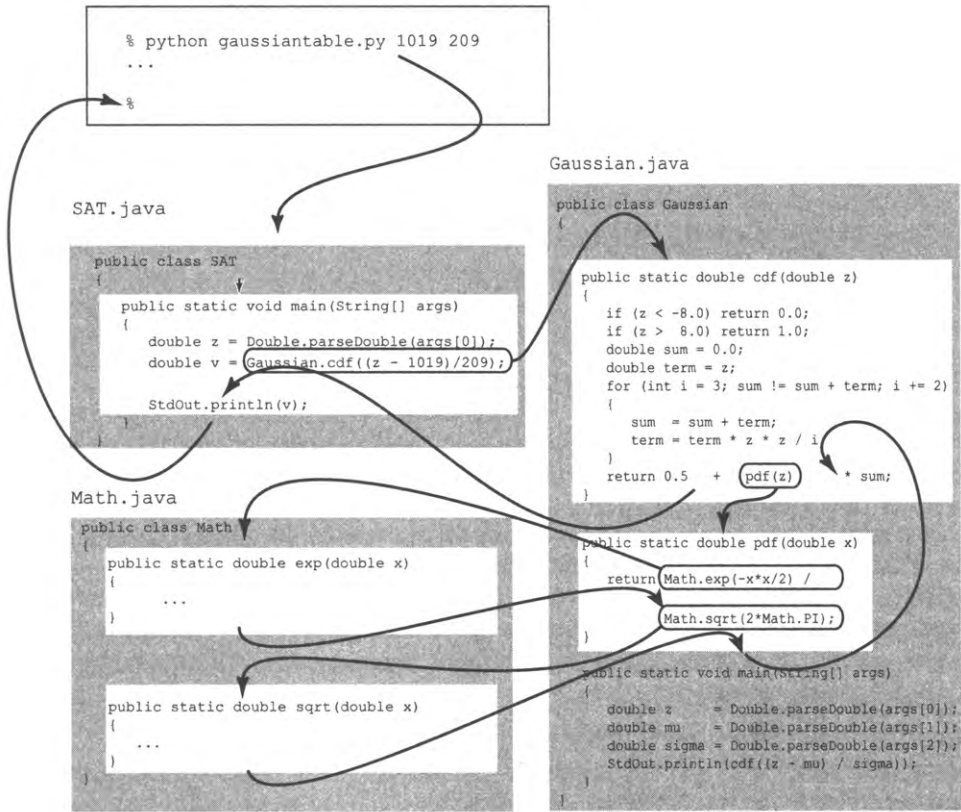 % python gaussiantable.py 1019 209
...
%
SAT.java
public class SAT
{
public static void main(String[] args)
{
double z = Double.parseDouble(args[0]);
double v = Gaussian.cdf((z - 1019)/209);
StdOut.println(v);
}
}
Math.java
public class Math
{
public static double exp(double x)
{
...
}
public static double sqrt(double x)
{
...
}
}
Gaussian.java
public class Gaussian
{
public static double cdf(double z)
{
if (z < -8.0) return 0.0;
if (z > 8.0) return 1.0;
double sum = 0.0;
double term = z;
for (int i = 3; sum != sum + term; i += 2)
{
sum = sum + term;
term = term * z * z / i
}
return 0.5 + pdf(z) * sum;
}
public static double pdf(double x)
{
return Math.exp(-x*x/2) /
Math.sqrt(2*Math.PI);
}
public static void main(String[] args)
{
double z = Double.parseDouble(args[0]);
double mu = Double.parseDouble(args[1]);
double sigma = Double.parseDouble(args[2]);
StdOut.println(cdf((z - mu) / sigma));
}
}